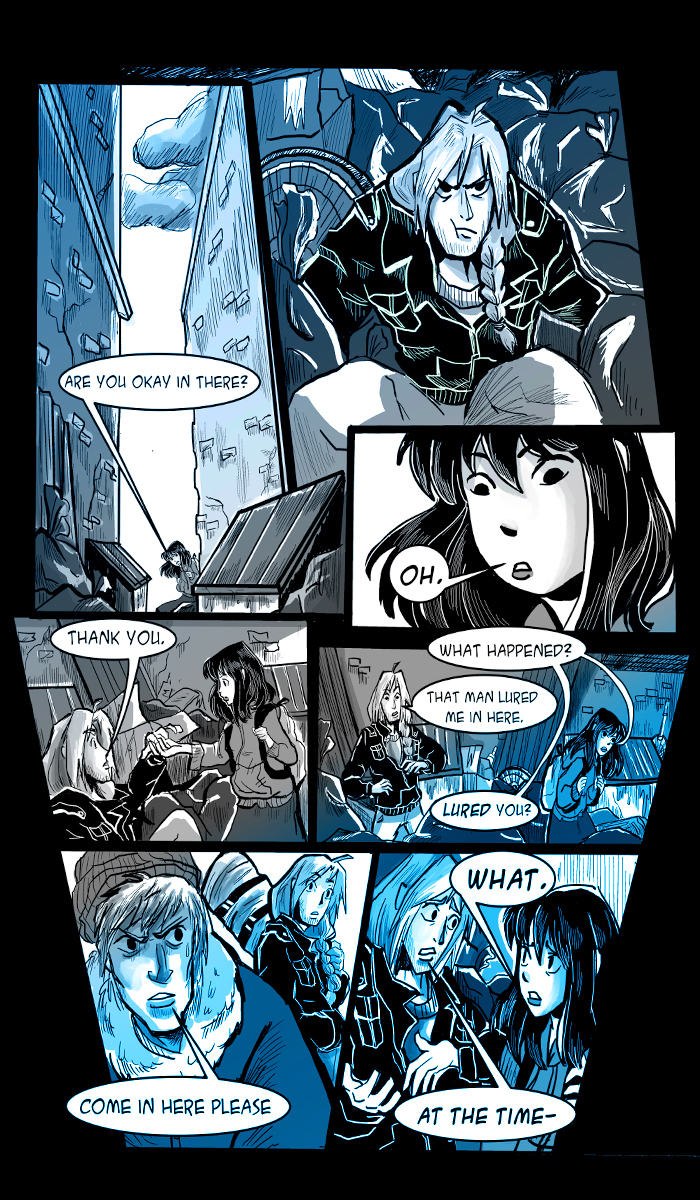 ARE YOU OKAY IN THERE?
OH.
THANK YOU.
WHAT HAPPENED?
THAT MAN LURED
ME IN HERE.
LURED YOU?
COME IN HERE PLEASE
WHAT.
AT THE TIME-